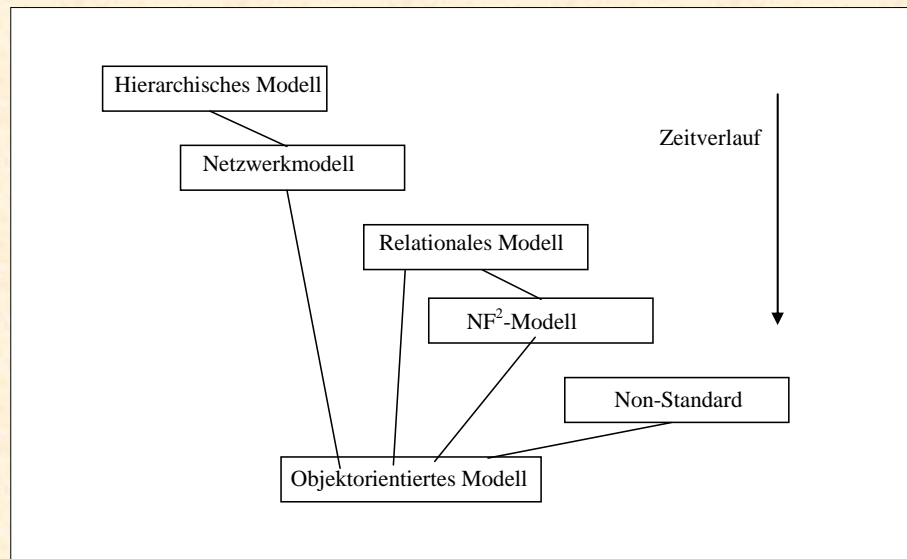 Hierarchisches Modell
Zeitverlauf
Netzwerkmodell
Relationales Modell
NF²-Modell
Non-Standard
Objektorientiertes Modell